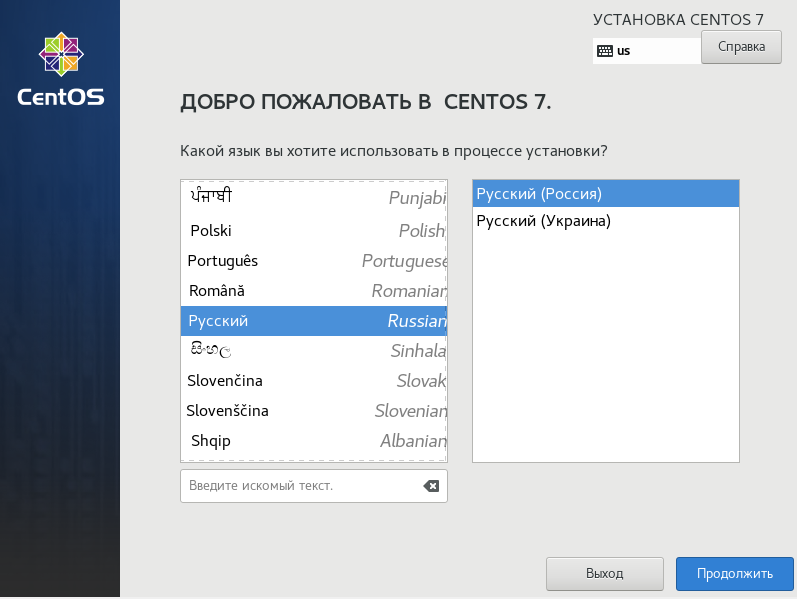 CentOS
УСТАНОВКА CENTOS 7
us
Справка
ДОБРО ПОЖАЛОВАТЬ В CENTOS 7.
Какой язык вы хотите использовать в процессе установки?
ਪੰਜਾਬੀ Punjabi
Polski Polish
Português Portuguese
Română Romanian
Русский Russian
සිංහල Sinhala
Slovenčina Slovak
Slovenščina Slovenian
Shqip Albanian
Русский (Россия)
Русский (Украина)
Введите искомый текст.
Выход
Продолжить